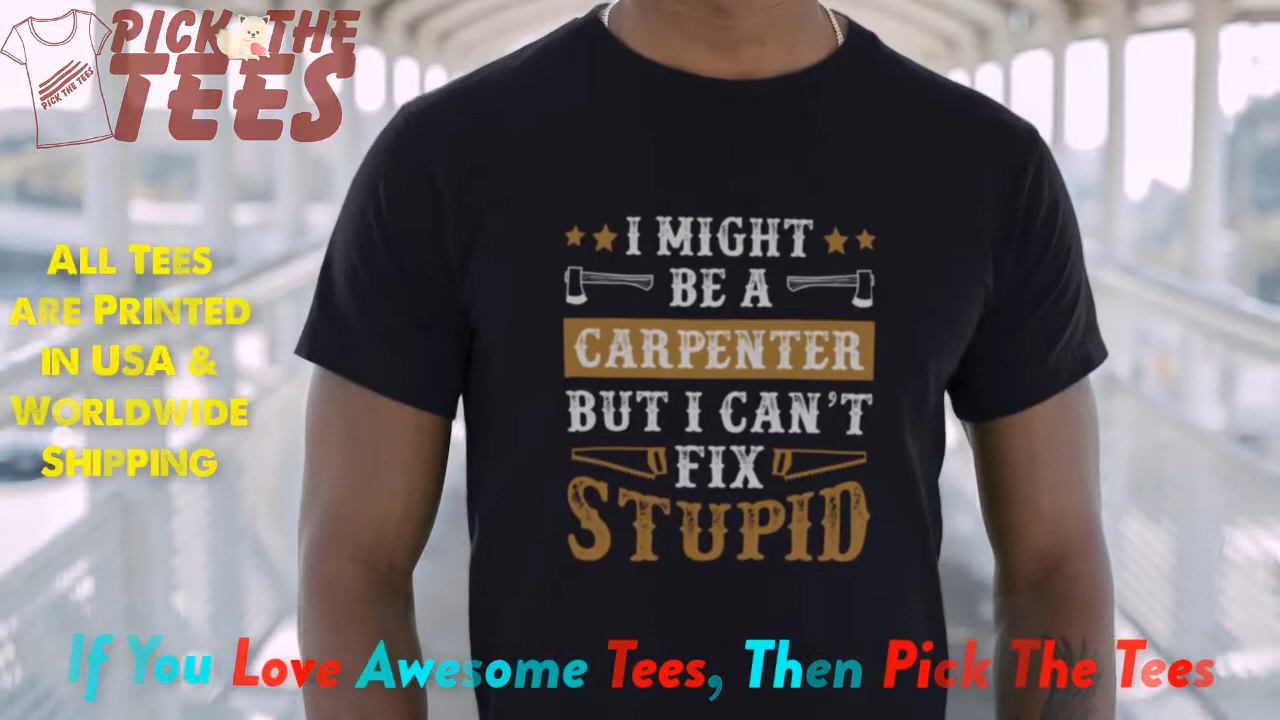 PICK THE
TEES
PICK THE TEES
ALL TEES
ARE PRINTED
IN USA &
WORLDWIDE
SHIPPING
I MIGHT
BE A
CARPENTER
BUT I CAN'T
FIX
STUPID
If You Love Awesome Tees, Then Pick The Tees